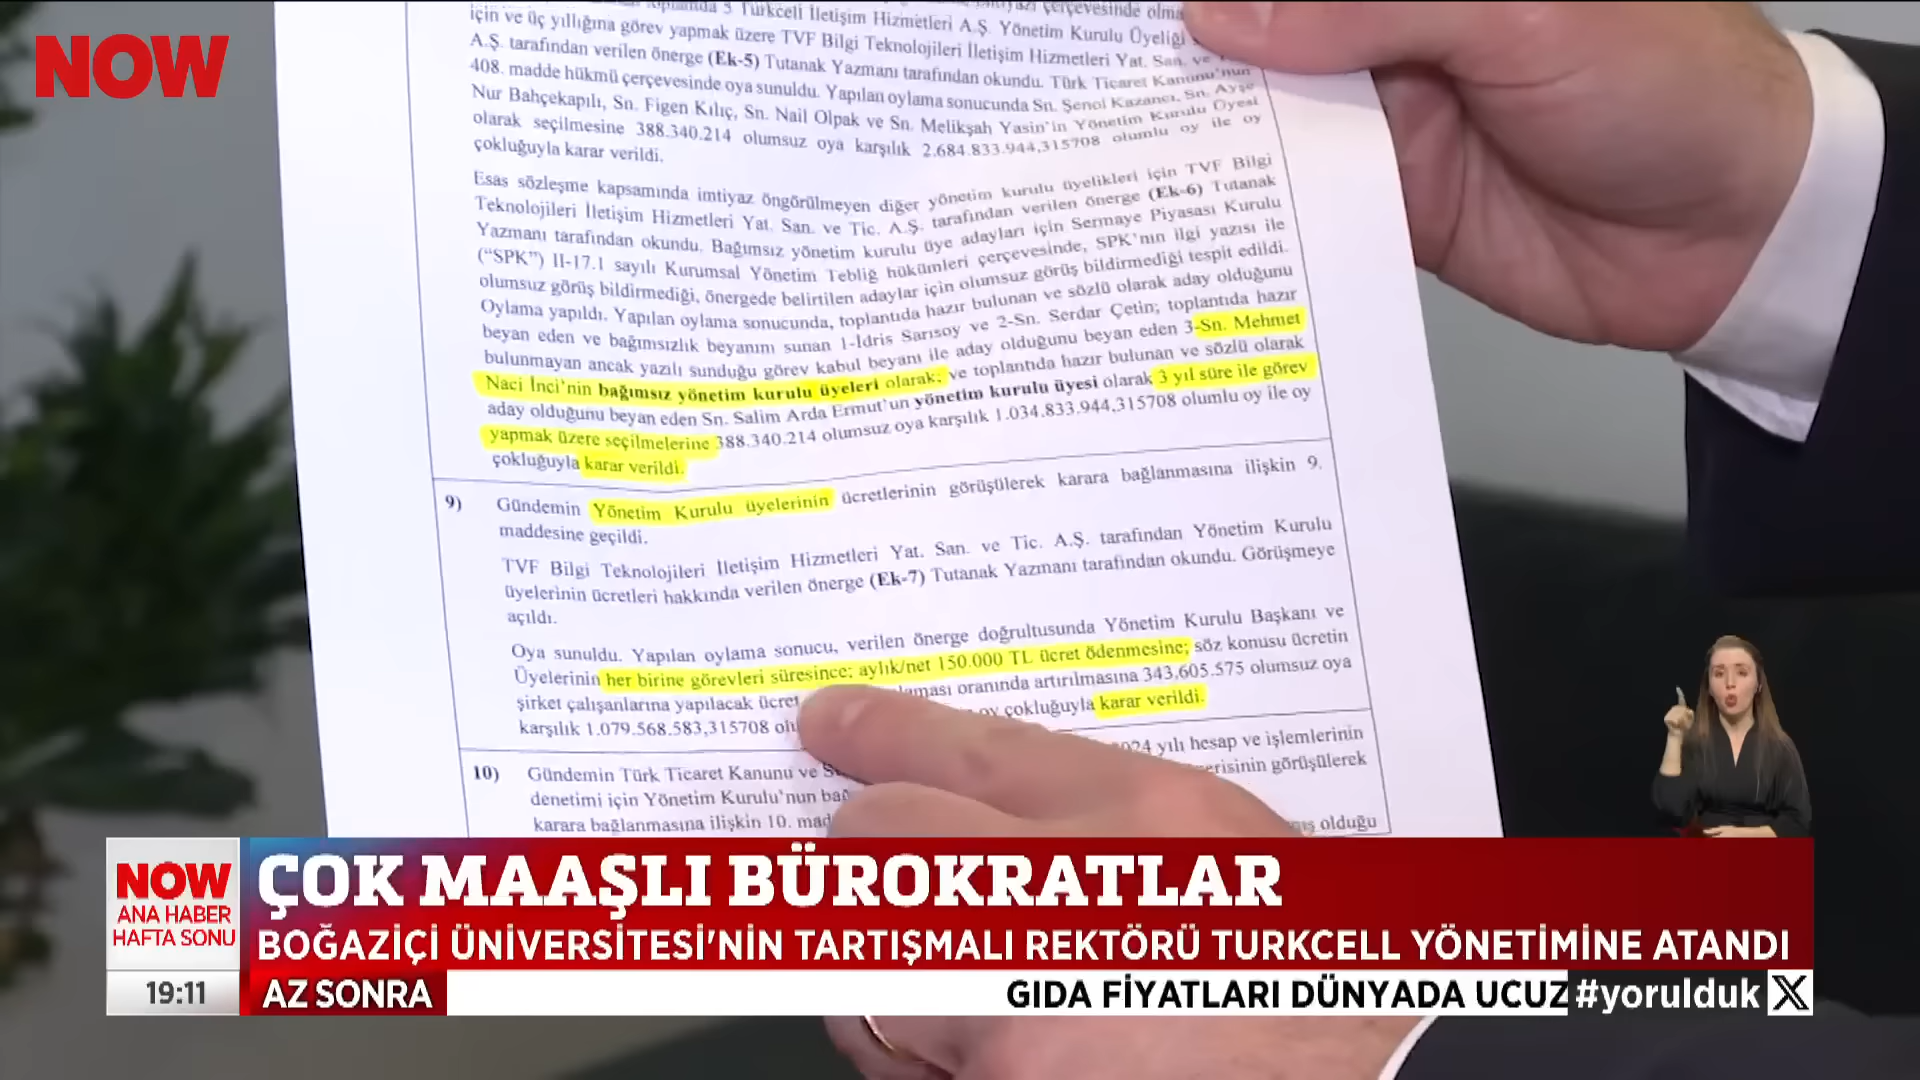 NOW
toplamda 5 Turkcell İletişim Hizmetleri A.Ş. imtiyazı çerçevesinde
için ve üç yıllığına görev yapmak üzere TVF Bilgi Teknolojileri İletişim Hizmetleri Yat. San. ve
A.Ş. tarafından verilen önerge (Ek-5) Tutanak Yazmanı tarafından okundu. Türk Ticaret Kanunu'nun
408. madde hükmü çerçevesinde oya sunuldu. Yapılan oylama sonucunda Sn. Şenol Kazancı, Sn. Ayşe
Nur Bahçekapılı, Sn. Figen Kılıç, Sn. Nail Olpak ve Sn. Melikşah Yasin'in Yönetim Kurulu Üyesi
olarak seçilmesine 388.340.214 olumsuz oya karşılık 2.684.833.944,315708 olumlu oy ile oy
çokluğuyla karar verildi.
Esas sözleşme kapsamında imtiyaz öngörülmeyen diğer yönetim kurulu üyelikleri için TVF Bilgi
Teknolojileri İletişim Hizmetleri Yat. San. ve Tic. A.Ş. tarafından verilen önerge (Ek-6) Tutanak
Yazmanı tarafından okundu. Bağımsız yönetim kurulu üye adayları için Sermaye Piyasası Kurulu
("SPK") II-17.1 sayılı Kurumsal Yönetim Tebliğ hükümleri çerçevesinde, SPK'nın ilgi yazısı ile
olumsuz görüş bildirmediği, önergede belirtilen adaylar için olumsuz görüş bildirmediği tespit edildi.
Oylama yapıldı. Yapılan oylama sonucunda, toplantıda hazır bulunan ve sözlü olarak aday olduğunu
beyan eden ve bağımsızlık beyanını sunan 1-İdris Sarısoy ve 2-Sn. Serdar Çetin; toplantıda hazır
bulunmayan ancak yazılı sunduğu görev kabul beyanı ile aday olduğunu beyan eden 3-Sn. Mehmet
Naci İnci'nin bağımsız yönetim kurulu üyeleri olarak; ve toplantıda hazır bulunan ve sözlü olarak
aday olduğunu beyan eden Sn. Salim Arda Ermut'un yönetim kurulu üyesi olarak 3 yıl süre ile görev
yapmak üzere seçilmelerine 388.340.214 olumsuz oya karşılık 1.034.833.944,315708 olumlu oy ile oy
çokluğuyla karar verildi.
9) Gündemin Yönetim Kurulu üyelerinin ücretlerinin görüşülerek karara bağlanmasına ilişkin 9.
maddesine geçildi.
TVF Bilgi Teknolojileri İletişim Hizmetleri Yat. San. ve Tic. A.Ş. tarafından Yönetim Kurulu
üyelerinin ücretleri hakkında verilen önerge (Ek-7) Tutanak Yazmanı tarafından okundu. Görüşmeye
açıldı.
Oya sunuldu. Yapılan oylama sonucu, verilen önerge doğrultusunda Yönetim Kurulu Başkanı ve
Üyelerinin her birine görevleri süresince; aylık/net 150.000 TL ücret ödenmesine; söz konusu ücretin
şirket çalışanlarına yapılacak ücret oranında artırılmasına 343,605.575 olumsuz oya
karşılık 1.079.568.583,315708 oy çokluğuyla karar verildi.
10) Gündemin Türk Ticaret Kanunu ve 2024 yılı hesap ve işlemlerinin
denetimi için Yönetim Kurulu'nun görüşülerek
karara bağlanmasına ilişkin 10. olduğu
NOW
ANA HABER
HAFTA SONU
ÇOK MAAŞLI BÜROKRATLAR
BOĞAZİÇİ ÜNİVERSİTESİ'NİN TARTIŞMALI REKTÖRÜ TURKCELL YÖNETİMİNE ATANDI
19:11
AZ SONRA
GIDA FİYATLARI DÜNYADA UCUZ
#yorulduk X